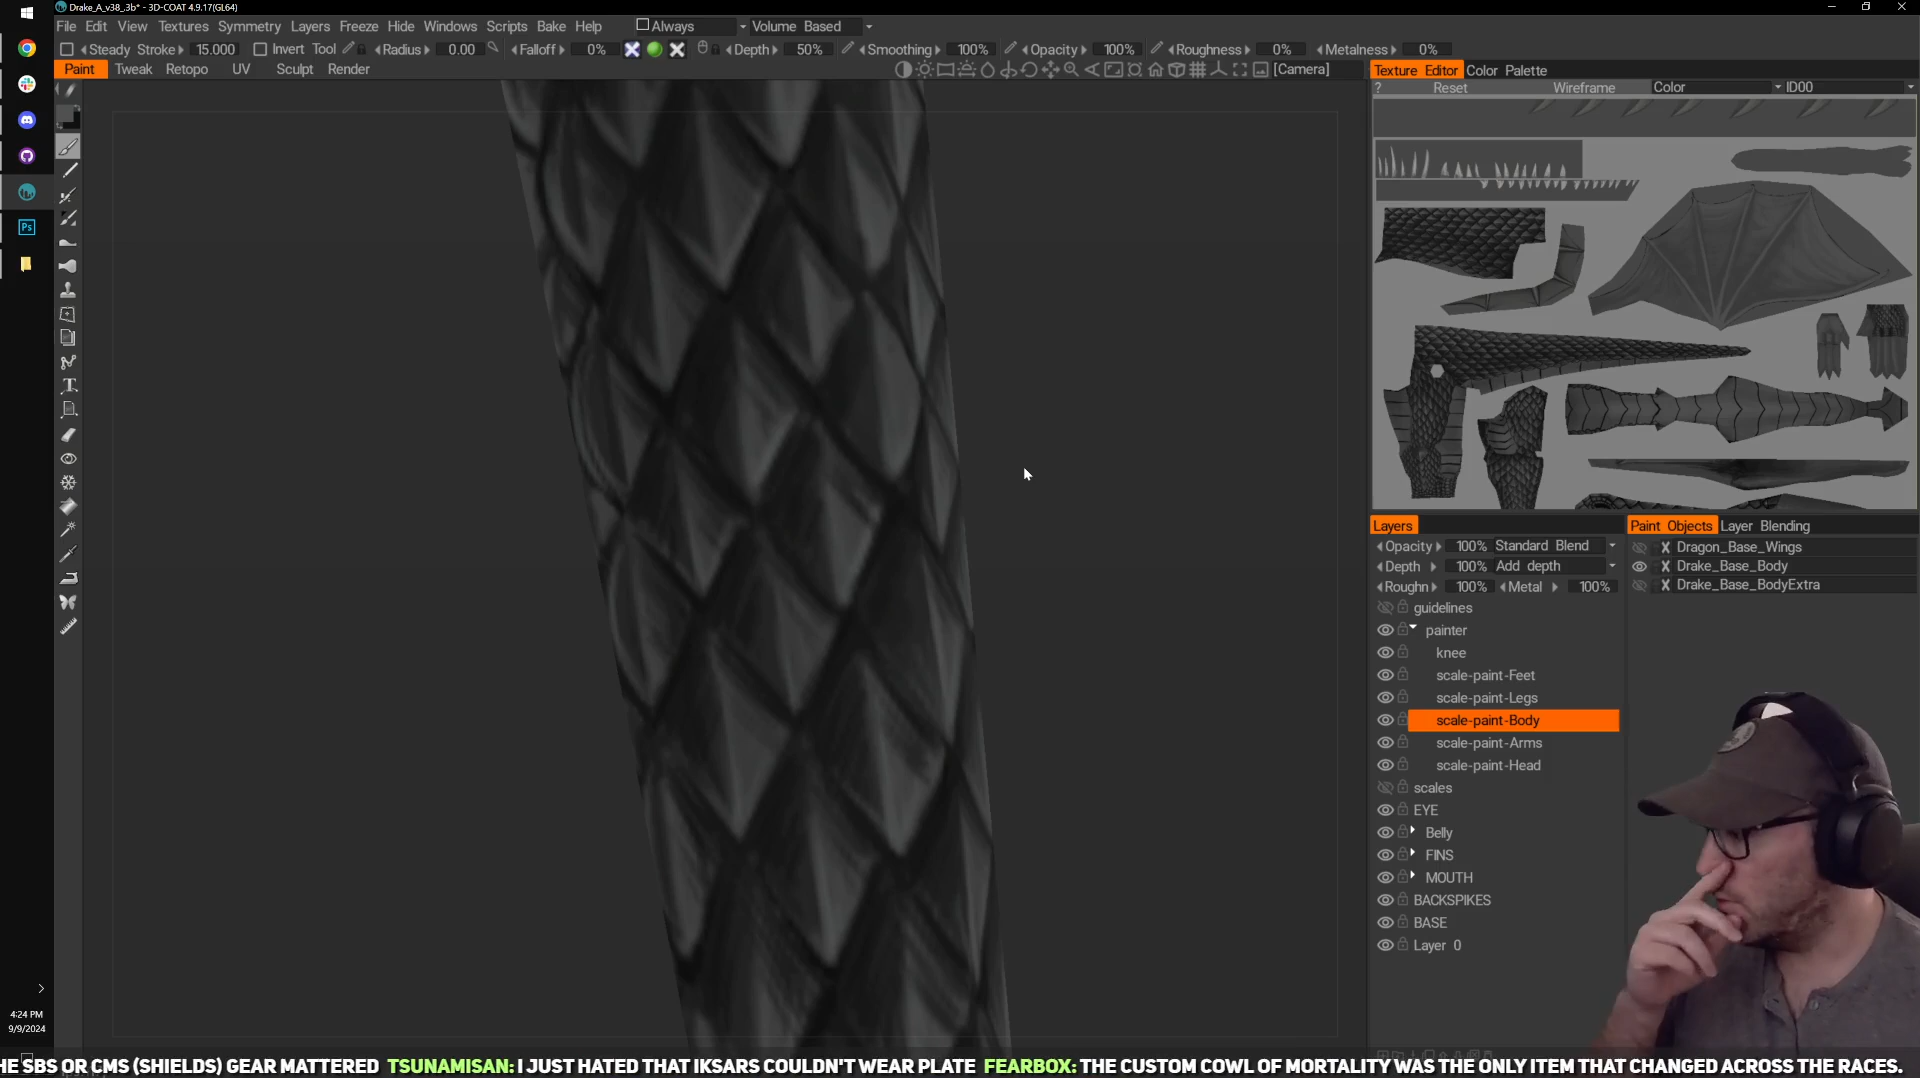 Drake_A_v38_.3b* - 3D-COAT 4.9.17(GL64)
File Edit View Textures Symmetry Layers Freeze Hide Windows Scripts Bake Help Always Volume Based
Steady Stroke 15.000 Invert Tool Radius 0.00 Falloff 0% Depth 50% Smoothing 100% Opacity 100% Roughness 0% Metalness 0%
Paint Tweak Retopo UV Sculpt Render [Camera]
Texture Editor Color Palette
? Reset Wireframe Color ID00
Ps
Layers
Opacity 100% Standard Blend
Depth 100% Add depth
Roughn 100% Metal 100%
guidelines
painter
knee
scale-paint-Feet
scale-paint-Legs
scale-paint-Body
scale-paint-Arms
scale-paint-Head
scales
EYE
Belly
FINS
MOUTH
BACKSPIKES
BASE
Layer 0
Paint Objects Layer Blending
X Dragon_Base_Wings
X Drake_Base_Body
X Drake_Base_BodyExtra
4:24 PM
9/9/2024
HE SBS OR CMS (SHIELDS) GEAR MATTERED TSUNAMISAN: I JUST HATED THAT IKSARS COULDN'T WEAR PLATE FEARBOX: THE CUSTOM COWL OF MORTALITY WAS THE ONLY ITEM THAT CHANGED ACROSS THE RACES.